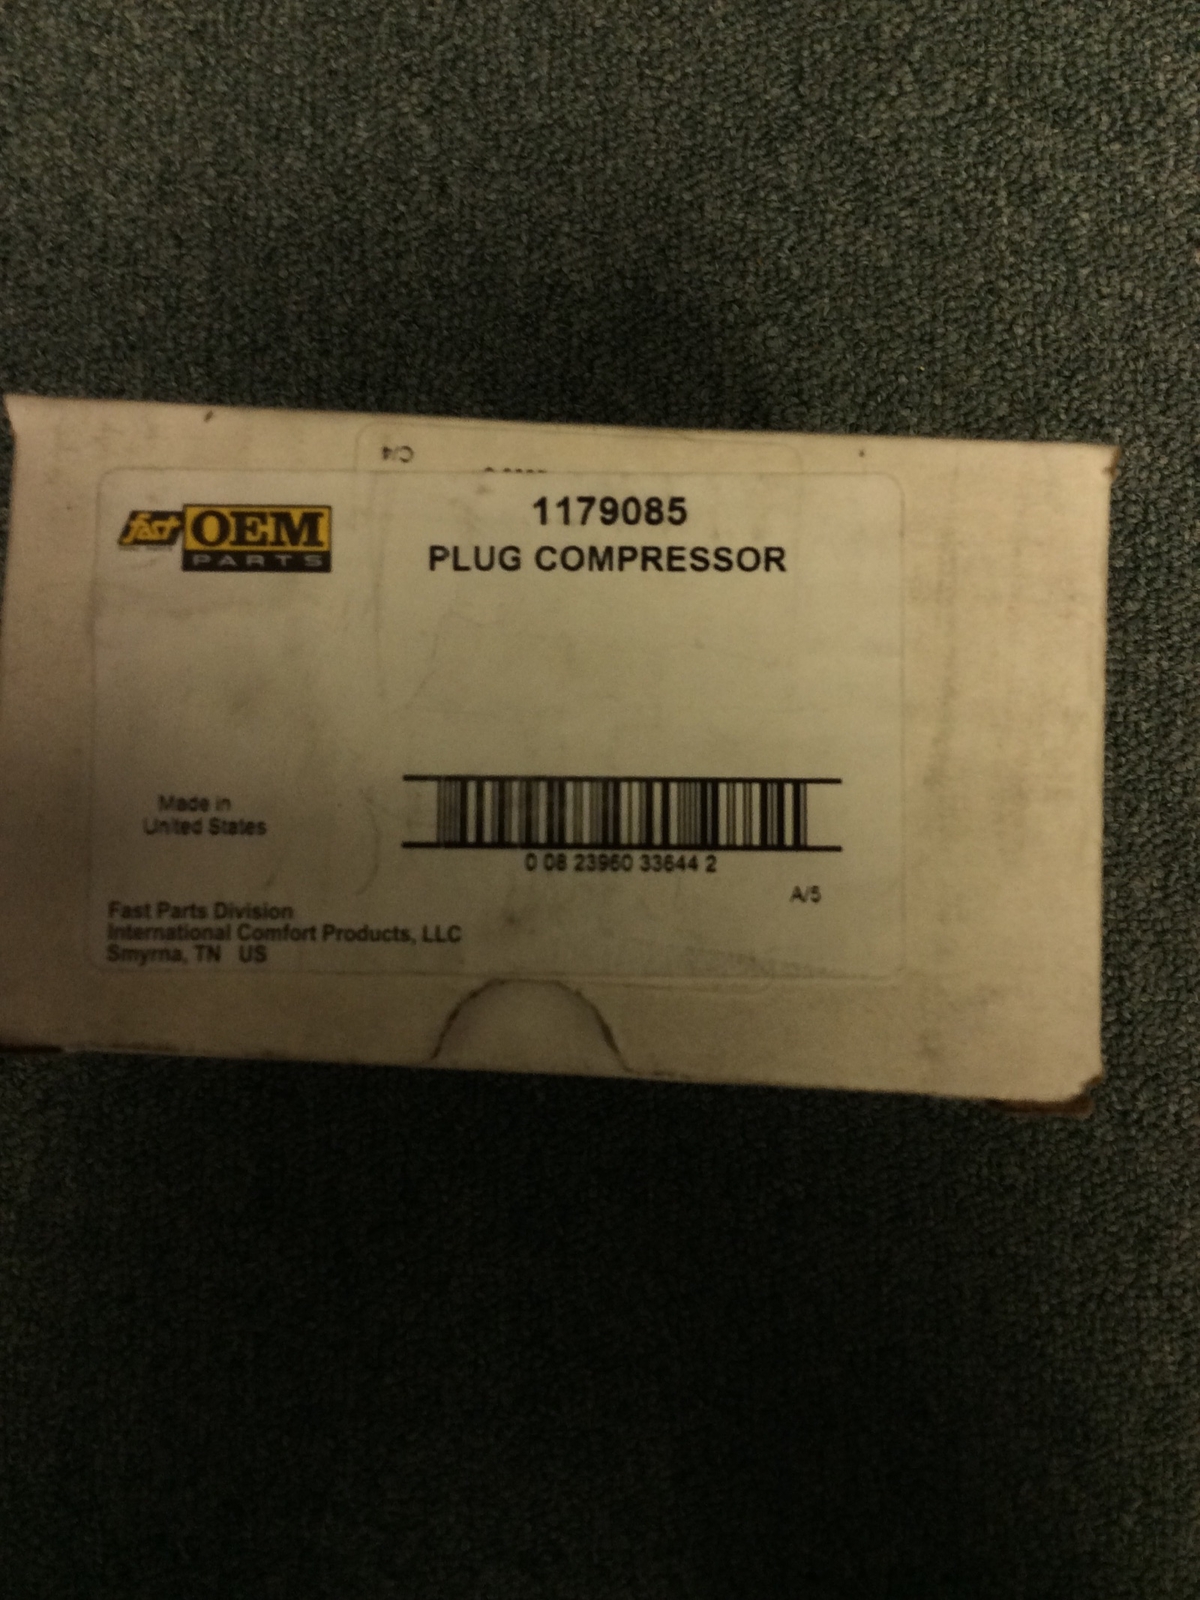 C/4
fast OEM
PARTS
1179085
PLUG COMPRESSOR
Made in
United States
0 08 23960 33644 2
A/5
Fast Parts Division
International Comfort Products, LLC
Smyrna, TN US